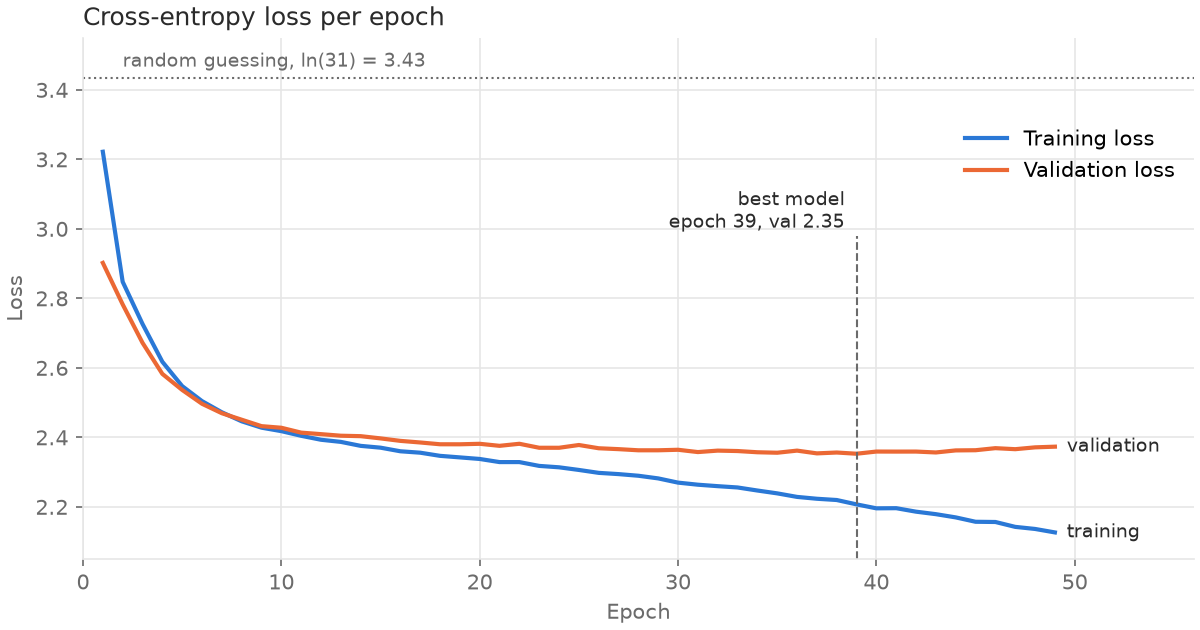 Cross-entropy loss per epoch
random guessing, ln(31) = 3.43
3.4
3.2
3.0
2.8
2.6
2.4
2.2
Loss
Training loss
Validation loss
best model
epoch 39, val 2.35
validation
training
0 10 20 30 40 50
Epoch